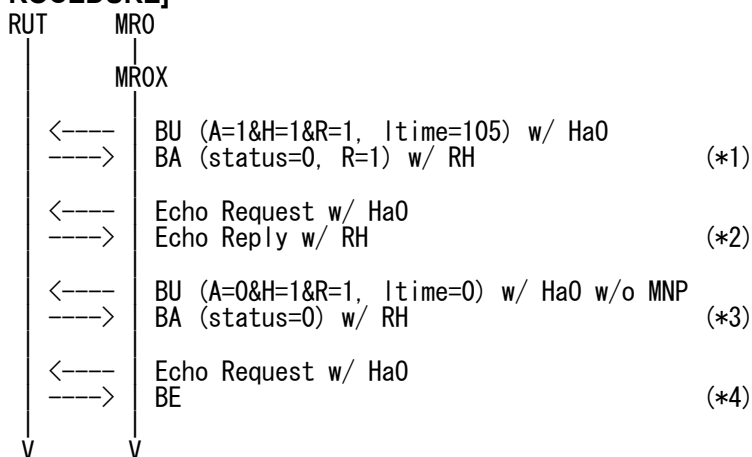 ROCEDURE]
RUT MR0
MR0X
<---- BU (A=1&H=1&R=1, ltime=105) w/ HaO
----> BA (status=0, R=1) w/ RH (*1)
<---- Echo Request w/ HaO
----> Echo Reply w/ RH (*2)
<---- BU (A=0&H=1&R=1, ltime=0) w/ HaO w/o MNP
----> BA (status=0) w/ RH (*3)
<---- Echo Request w/ HaO
----> BE (*4)
V V